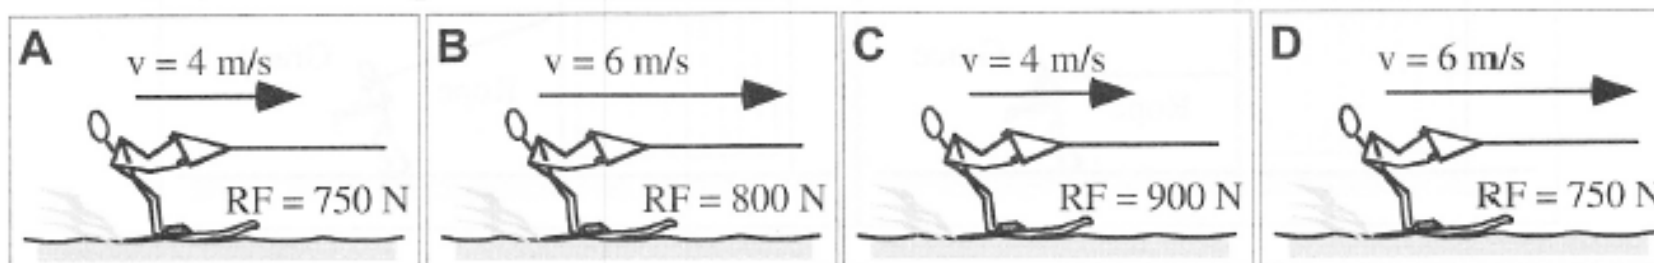 A
v = 4 m/s
RF = 750 N
B
v = 6 m/s
RF = 800 N
C
v = 4 m/s
RF = 900 N
D
v = 6 m/s
RF = 750 N